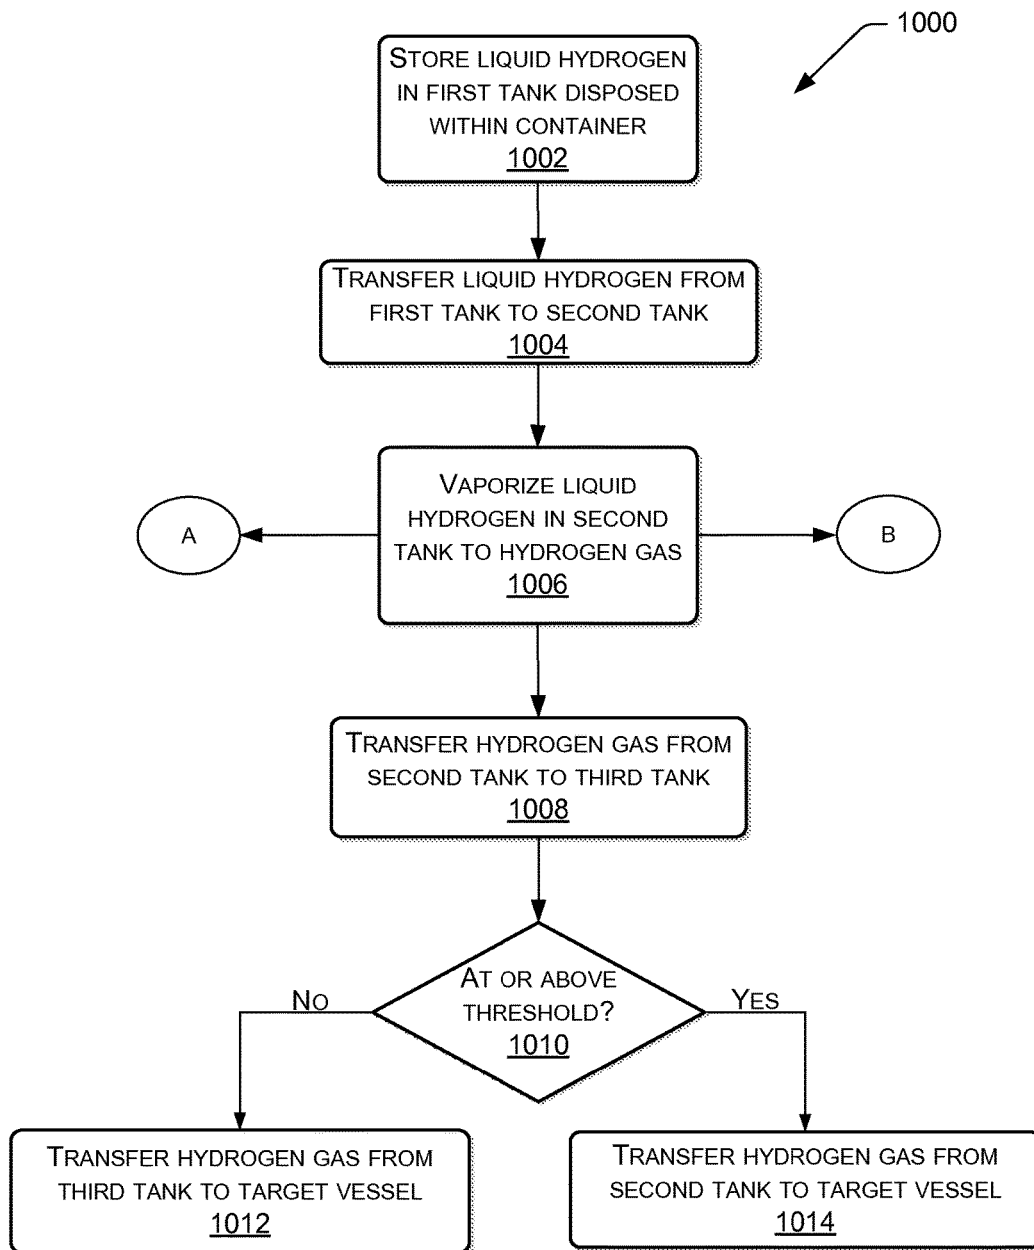 1000
STORE LIQUID HYDROGEN
IN FIRST TANK DISPOSED
WITHIN CONTAINER
1002
TRANSFER LIQUID HYDROGEN FROM
FIRST TANK TO SECOND TANK
1004
VAPORIZE LIQUID
HYDROGEN IN SECOND
TANK TO HYDROGEN GAS
1006
A
B
TRANSFER HYDROGEN GAS FROM
SECOND TANK TO THIRD TANK
1008
AT OR ABOVE
THRESHOLD?
1010
NO
YES
TRANSFER HYDROGEN GAS FROM
THIRD TANK TO TARGET VESSEL
1012
TRANSFER HYDROGEN GAS FROM
SECOND TANK TO TARGET VESSEL
1014